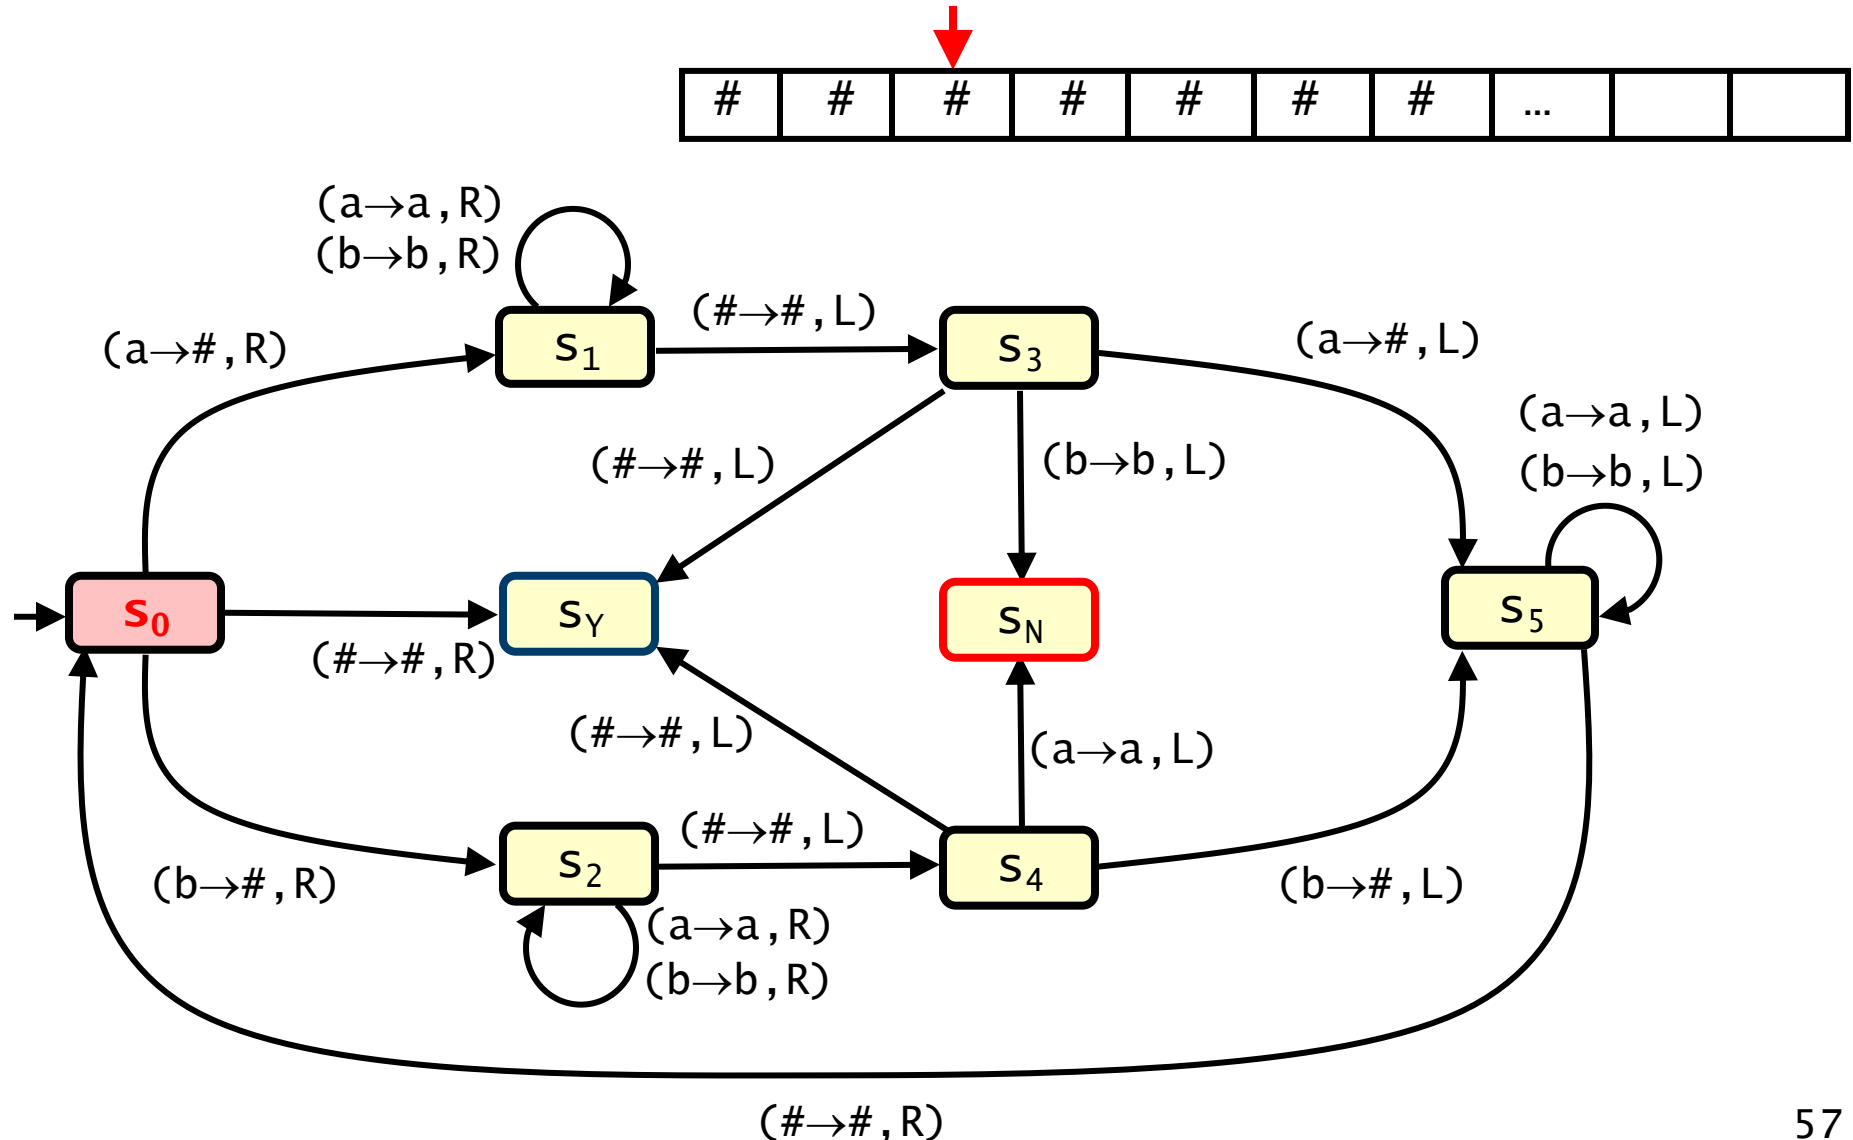 # # # # # # # …
(a→a,R)
(b→b,R)
(#→#,L)
(a→#,R)
s1
s3
(a→#,L)
(a→a,L)
(b→b,L)
(#→#,L)
(b→b,L)
s0
sY
sN
s5
(#→#,R)
(#→#,L)
(a→a,L)
(#→#,L)
(b→#,R)
s2
s4
(b→#,L)
(a→a,R)
(b→b,R)
(#→#,R)
57